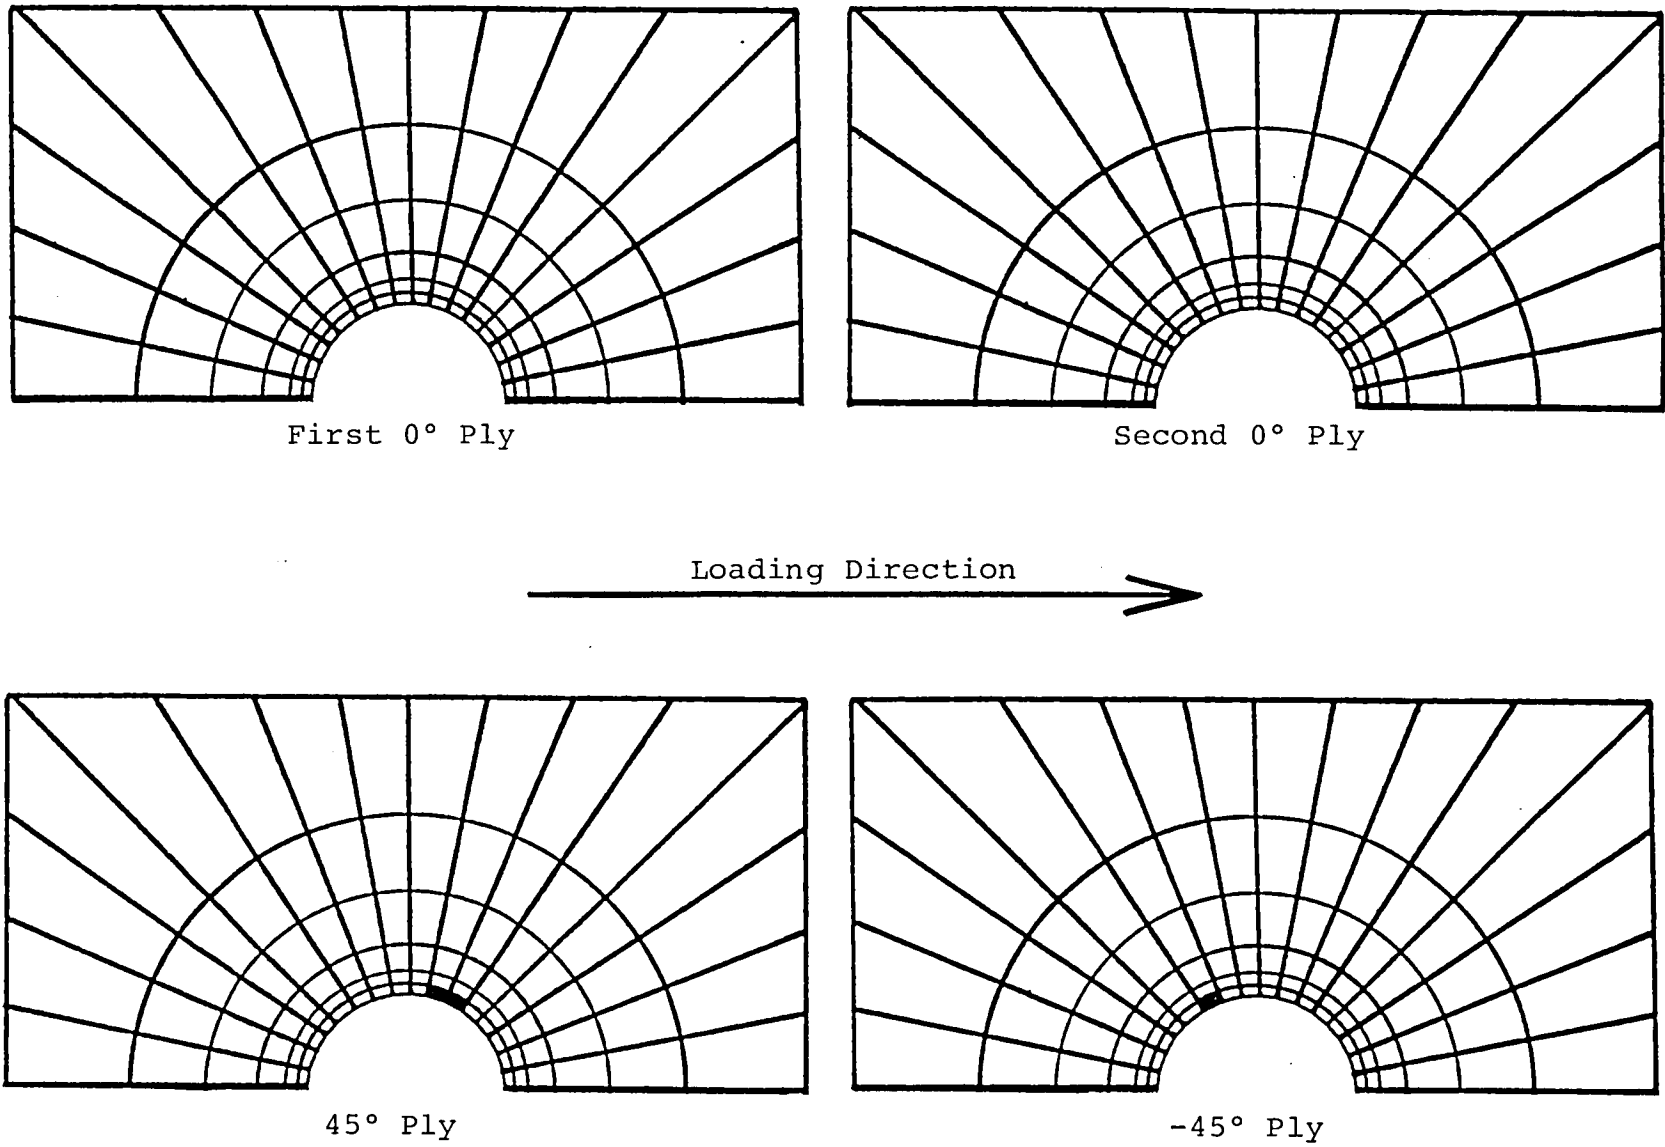 First 0° Ply
Second 0° Ply
Loading Direction
45° Ply
-45° Ply